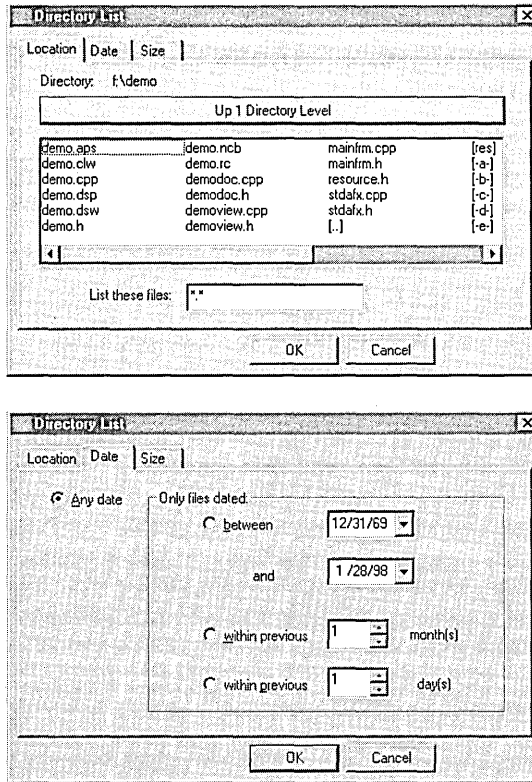 Directory List
Location Date Size
Directory: f:\demo
Up 1 Directory Level
demo.aps demodemo.ncb mainfrm.cpp [res]
demo.clw demo.rc mainfrm.h [-a-]
demo.cpp demodoc.cpp resource.h [-b-]
demo.dsp demodoc.h stdafx.cpp [-c-]
demo.dsw demoview.cpp stdafx.h [-d-]
demo.h demoview.h [..] [-e-]
List these files: *.*
OK Cancel
Directory List
Location Date Size
Any date Only files dated:
between 12/31/69
and 1/28/98
within previous 1 month(s)
within previous 1 day(s)
OK Cancel